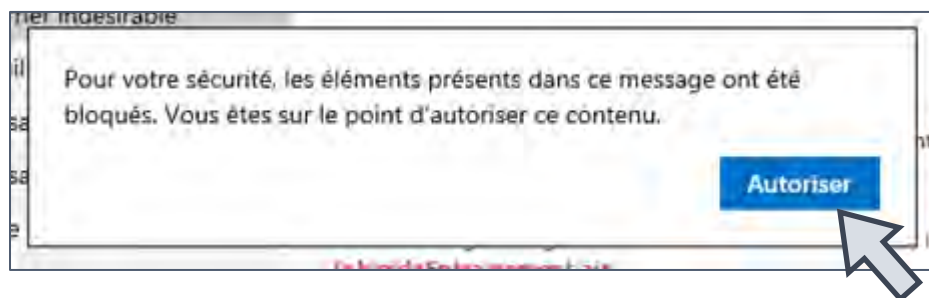 indésirable
Pour votre sécurité, les éléments présents dans ce message ont été
bloqués. Vous êtes sur le point d'autoriser ce contenu.
Autoriser